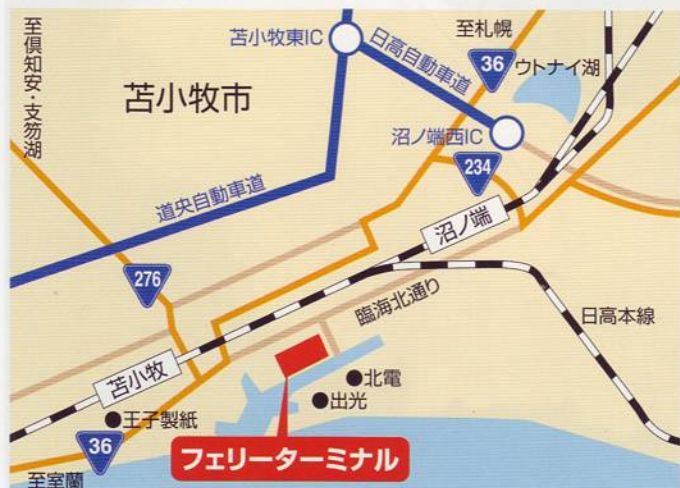 至倶知安・支笏湖
苫小牧東IC
日高自動車道
至札幌
36
ウトナイ湖
苫小牧市
沼ノ端西IC
234
道央自動車道
沼ノ端
276
臨海北通り
日高本線
苫小牧
北電
出光
王子製紙
36
フェリーターミナル
至室蘭